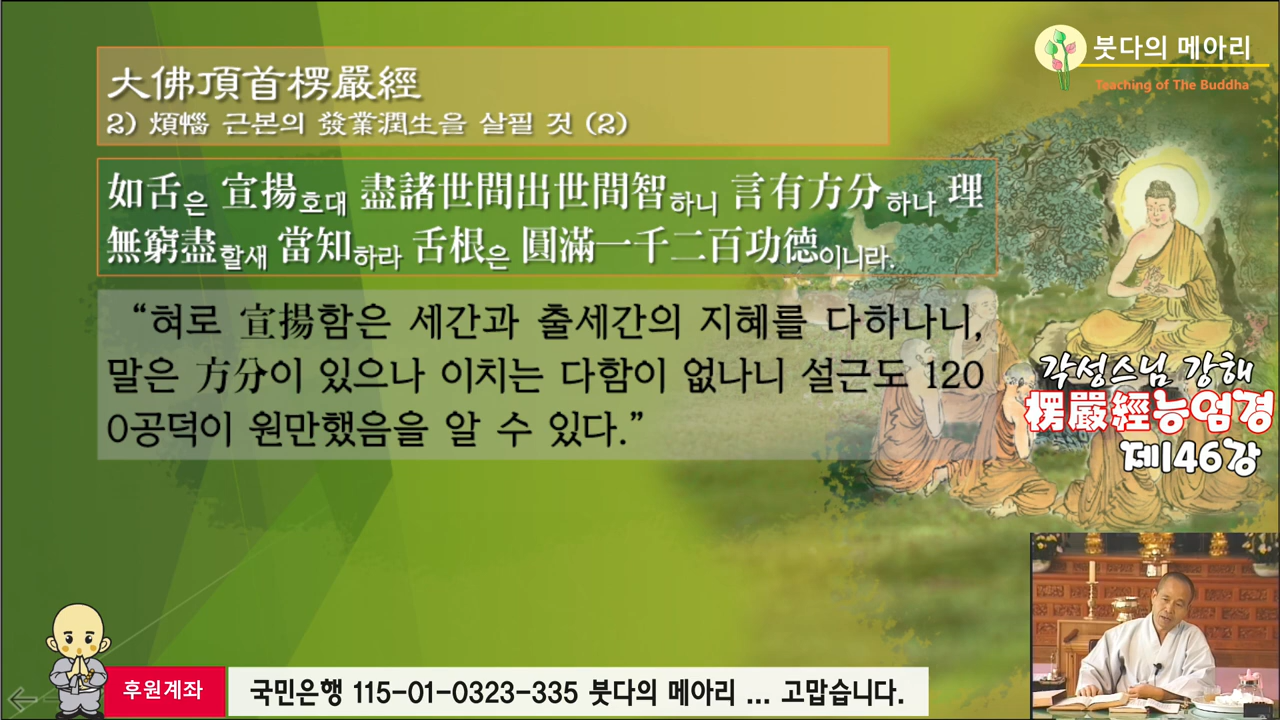 붓다의 메아리
Teaching of The Buddha
大佛頂首楞嚴經
2) 煩惱 근본의 發業潤生을 살필 것 (2)
如舌은 宣揚호대 盡諸世間出世間智하니 言有方分하나 理
無窮盡할새 當知하라 舌根은 圓滿一千二百功德이니라.
“혀로 宣揚함은 세간과 출세간의 지혜를 다하나니,
말은 方分이 있으나 이치는 다함이 없나니 설근도 120
0공덕이 원만했음을 알 수 있다.”
각성스님 강해
楞嚴經능엄경
제146강
후원계좌
국민은행 115-01-0323-335 붓다의 메아리 ... 고맙습니다.